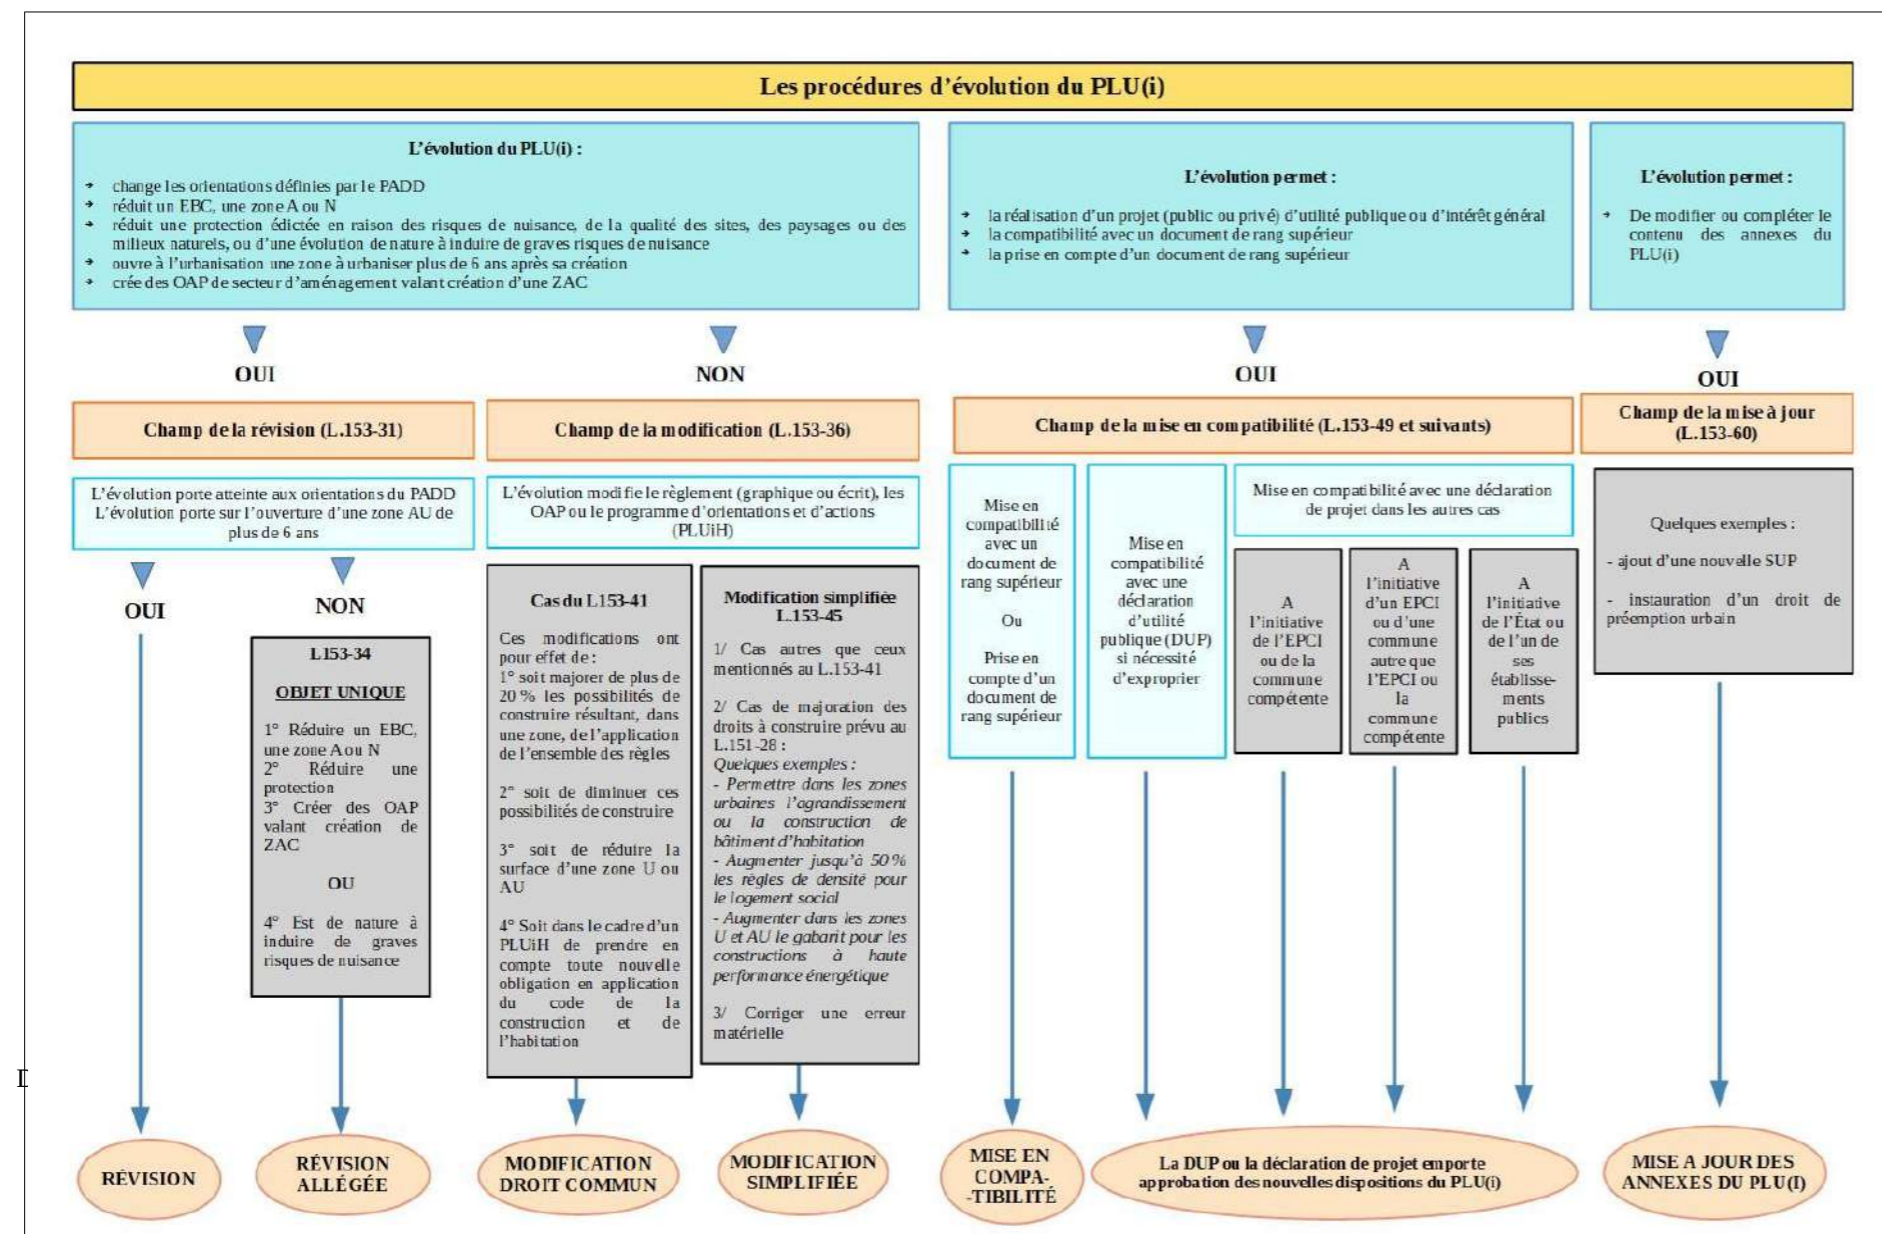 Les procédures d'évolution du PLU(i)
L'évolution du PLU(i) :
➔ change les orientations définies par le PADD
➔ réduit un EBC, une zone A ou N
➔ réduit une protection édictée en raison des risques de nuisance, de la qualité des sites, des paysages ou des
milieux naturels, ou d'une évolution de nature à induire de graves risques de nuisance
➔ ouvre à l'urbanisation une zone à urbaniser plus de 6 ans après sa création
➔ crée des OAP de secteur d'aménagement valant création d'une ZAC
L'évolution permet :
➔ la réalisation d'un projet (public ou privé) d'utilité publique ou d'intérêt général
➔ la compatibilité avec un document de rang supérieur
➔ la prise en compte d'un document de rang supérieur
L'évolution permet :
➔ De modifier ou compléter le
contenu des annexes du
PLU(i)
OUI
NON
OUI
OUI
Champ de la révision (L.153-31)
Champ de la modification (L.153-36)
Champ de la mise en compatibilité (L.153-49 et suivants)
Champ de la mise à jour
(L.153-60)
L'évolution porte atteinte aux orientations du PADD
L'évolution porte sur l'ouverture d'une zone AU de
plus de 6 ans
OUI
NON
L153-34
OBJET UNIQUE
1° Réduire un EBC,
une zone A ou N
2° Réduire une
protection
3° Créer des OAP
valant création de
ZAC
OU
4° Est de nature à
induire de graves
risques de nuisance
L'évolution modifie le règlement (graphique ou écrit), les
OAP ou le programme d'orientations et d'actions
(PLUiH)
Cas du L153-41
Ces modifications ont
pour effet de :
1° soit majorer de plus de
20 % les possibilités de
construire résultant, dans
une zone, de l'application
de l'ensemble des règles
2° soit de diminuer ces
possibilités de construire
3° soit de réduire la
surface d'une zone U ou
AU
4° Soit dans le cadre d'un
PLUiH de prendre en
compte toute nouvelle
obligation en application
du code de la
construction et de
l'habitation
Modification simplifiée
L.153-45
1/ Cas autres que ceux
mentionnés au L.153-41
2/ Cas de majoration des
droits à construire prévu au
L.151-28 :
Quelques exemples :
- Permettre dans les zones
urbaines l'agrandissement
ou la construction de
bâtiment d'habitation
- Augmenter jusqu'à 50 %
les règles de densité pour
le logement social
- Augmenter dans les zones
U et AU le gabarit pour les
constructions à haute
performance énergétique
3/ Corriger une erreur
matérielle
Mise en
compatibilité
avec un
document de
rang supérieur
Ou
Prise en
compte d'un
document de
rang supérieur
Mise en
compatibilité
avec une
déclaration
d'utilité
publique (DUP)
si nécessité
d'exproprier
Mise en compatibilité avec une déclaration
de projet dans les autres cas
A
l'initiative
de l'EPCI
ou de la
commune
compétente
A
l'initiative
d'un EPCI
ou d'une
commune
autre que
l'EPCI ou
la
commune
compétente
A
l'initiative
de l'État ou
de l'un de
ses
établisse-
ments
publics
Quelques exemples :
- ajout d'une nouvelle SUP
- instauration d'un droit de
préemption urbain
RÉVISION
RÉVISION
ALLÉGÉE
MODIFICATION
DROIT COMMUN
MODIFICATION
SIMPLIFIÉE
MISE EN
COMPA-
-TIBILITÉ
La DUP ou la déclaration de projet emporte
approbation des nouvelles dispositions du PLU(i)
MISE A JOUR DES
ANNEXES DU PLU(I)